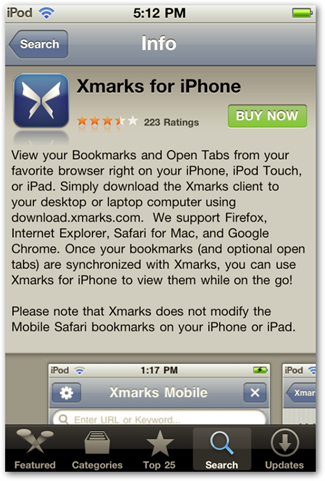 iPod 5:12 PM
Search Info
Xmarks for iPhone
223 Ratings BUY NOW
View your Bookmarks and Open Tabs from your
favorite browser right on your iPhone, iPod Touch,
or iPad. Simply download the Xmarks client to
your desktop or laptop computer using
download.xmarks.com. We support Firefox,
Internet Explorer, Safari for Mac, and Google
Chrome. Once your bookmarks (and optional open
tabs) are synchronized with Xmarks, you can use
Xmarks for iPhone to view them while on the go!
Please note that Xmarks does not modify the
Mobile Safari bookmarks on your iPhone or iPad.
iPod 1:17 PM iPod
Xmarks Mobile Xmar
Enter URL or Keyword...
Featured Categories Top 25 Search Updates